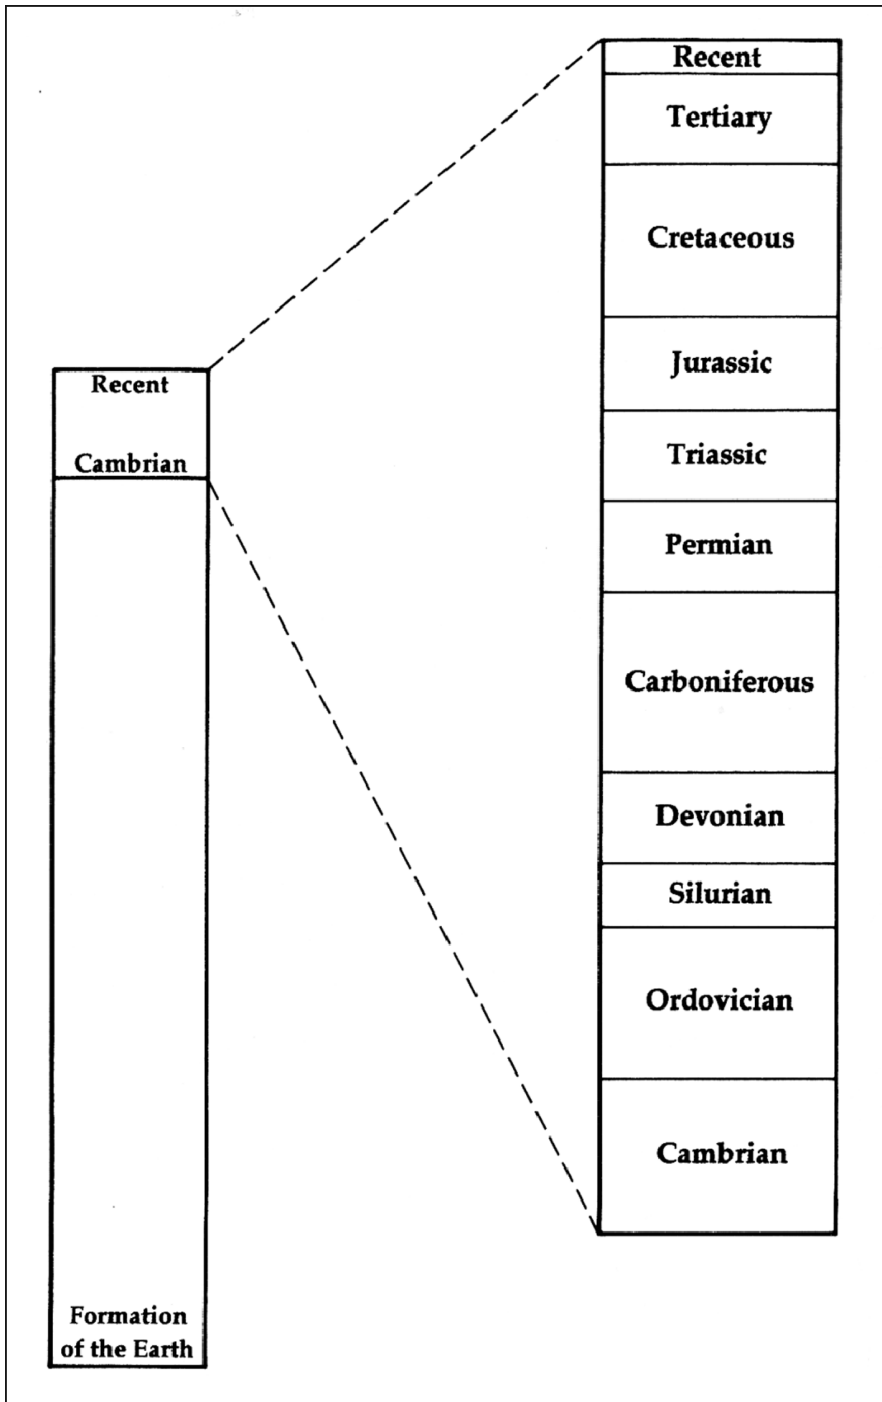 Recent
Cambrian
Formation
of the Earth
Recent
Tertiary
Cretaceous
Jurassic
Triassic
Permian
Carboniferous
Devonian
Silurian
Ordovician
Cambrian